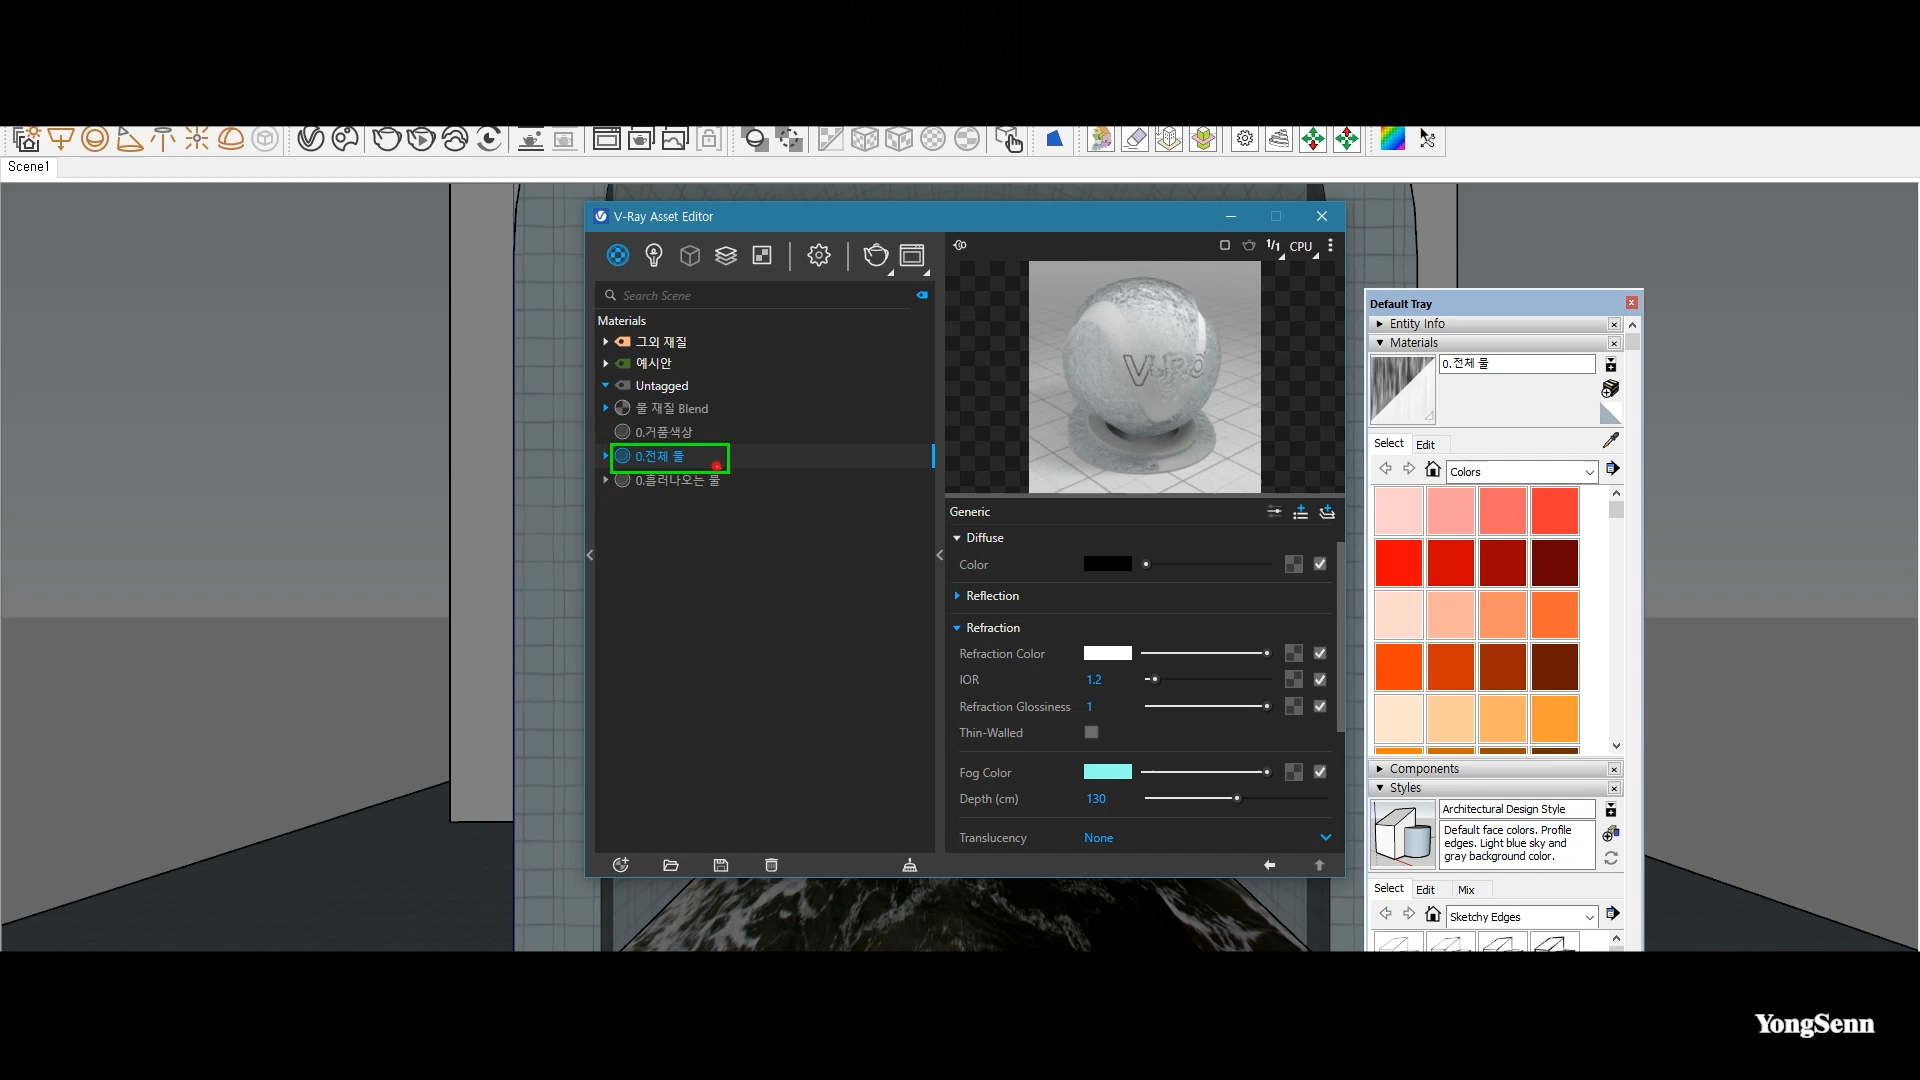 Scene1
V-Ray Asset Editor
1/1 CPU
Search Scene
Materials
그외 재질
예시안
Untagged
물 재질 Blend
0.거품색상
0.전체 물
0.흘러나오는 물
Generic
Diffuse
Color
Reflection
Refraction
Refraction Color
IOR 1.2
Refraction Glossiness 1
Thin-Walled
Fog Color
Depth (cm) 130
Translucency None
Default Tray
Entity Info
Materials
0.전체 물
Select Edit
Colors
Components
Styles
Architectural Design Style
Default face colors. Profile
edges. Light blue sky and
gray background color.
Select Edit Mix
Sketchy Edges
YongSenn